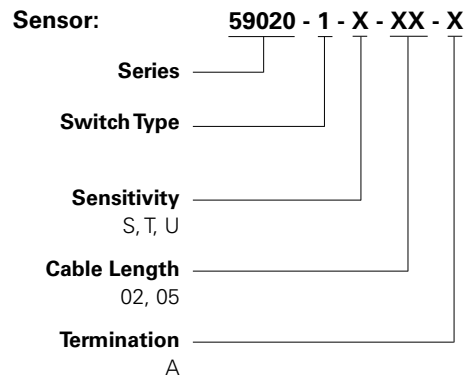 Sensor: 59020 - 1 - X - XX - X
Series
Switch Type
Sensitivity
S, T, U
Cable Length
02, 05
Termination
A